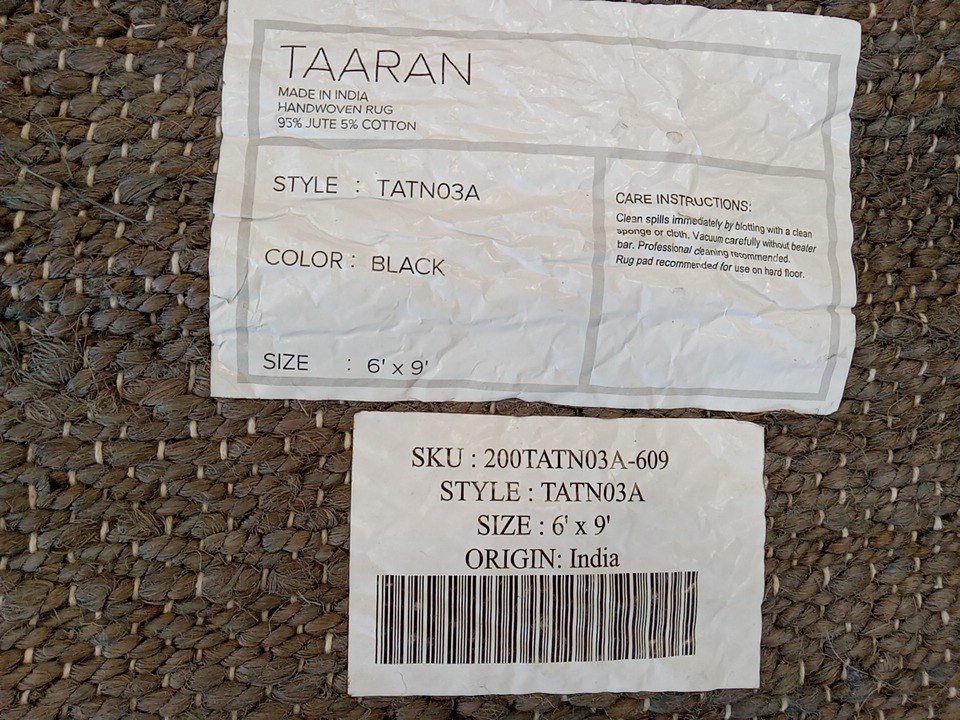 TAARAN
MADE IN INDIA
HANDWOVEN RUG
95% JUTE 5% COTTON
STYLE : TATN03A
COLOR : BLACK
SIZE : 6' x 9'
CARE INSTRUCTIONS:
Clean spills immediately by blotting with a clean
sponge or cloth. Vacuum carefully without beater
bar. Professional cleaning recommended.
Rug pad recommended for use on hard floor.
SKU : 200TATN03A-609
STYLE : TATN03A
SIZE : 6' x 9'
ORIGIN: India